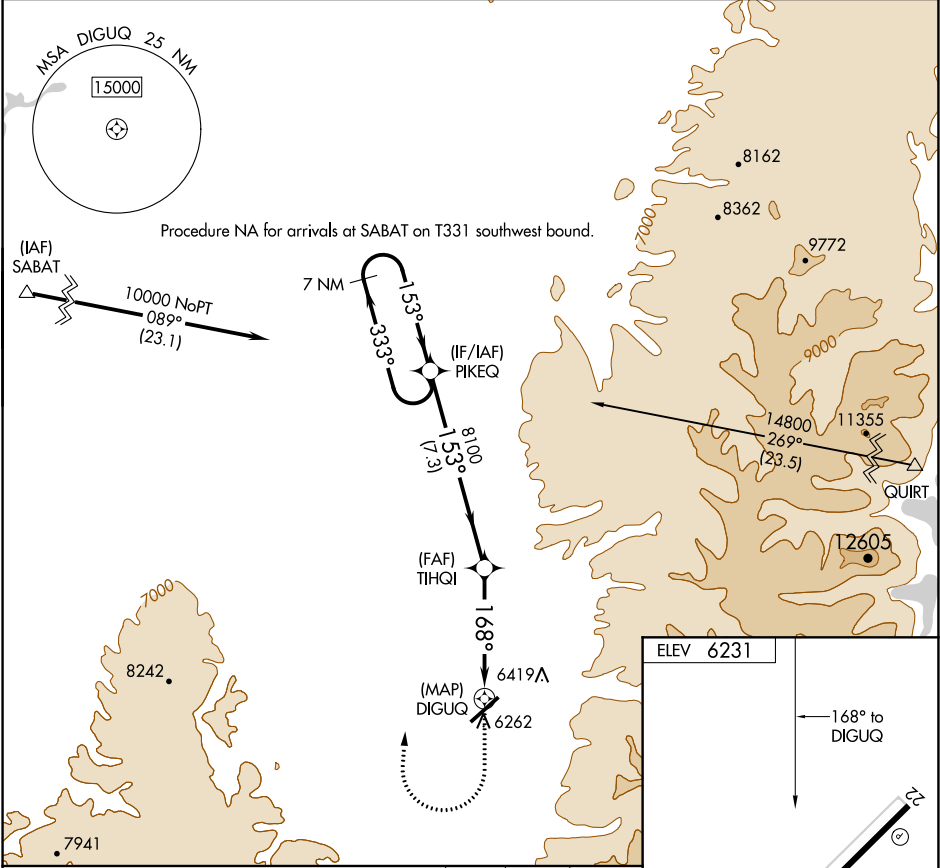 MSA DIGUQ 25 NM
15000
8162
8362
7000
9772
Procedure NA for arrivals at SABAT on T331 southwest bound.
(IAF)
SABAT
10000 NoPT
089°
(23.1)
7 NM
153°
333°
(IF/IAF)
PIKEQ
9000
8100
153°
(7.3)
14800
269°
(23.5)
11355
QUIRT
12605
(FAF)
TIHQI
168°
7000
8242
6419
(MAP)
DIGUQ
6262
7941
ELEV 6231
168° to
DIGUQ
22
P